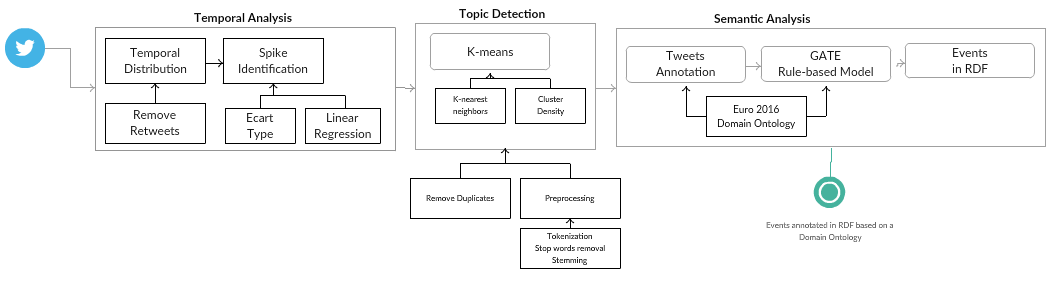 Temporal Analysis
Temporal
Distribution
Spike
Identification
Remove
Retweets
Ecart
Type
Linear
Regression
Topic Detection
K-means
K-nearest
neighbors
Cluster
Density
Remove Duplicates
Preprocessing
Tokenization
Stop words removal
Stemming
Semantic Analysis
Tweets
Annotation
GATE
Rule-based Model
Events
in RDF
Euro 2016
Domain Ontology
Events annotated in RDF based on a
Domain Ontology